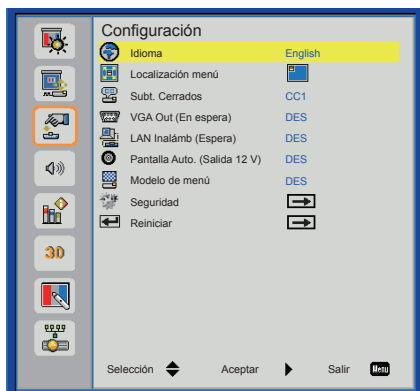 Configuración
Idioma English
Localización menú
Subt. Cerrados CC1
VGA Out (En espera) DES
LAN Inalámb (Espera) DES
Pantalla Auto. (Salida 12 V) DES
Modelo de menú DES
Seguridad
Reiniciar
3D
Selección Aceptar Salir Menu